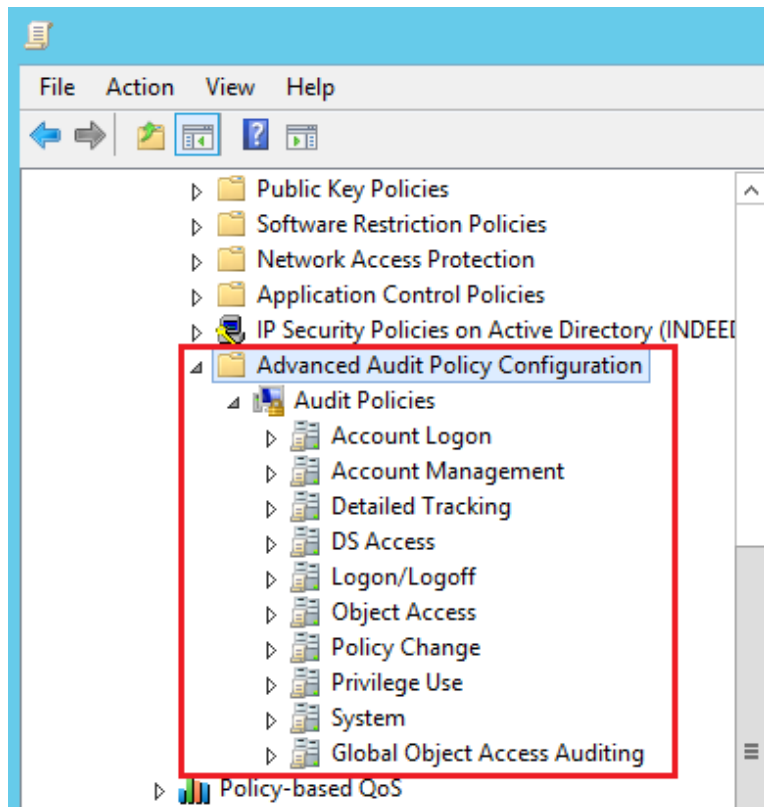 File Action View Help
Public Key Policies
Software Restriction Policies
Network Access Protection
Application Control Policies
IP Security Policies on Active Directory (INDEED
Advanced Audit Policy Configuration
Audit Policies
Account Logon
Account Management
Detailed Tracking
DS Access
Logon/Logoff
Object Access
Policy Change
Privilege Use
System
Global Object Access Auditing
Policy-based QoS